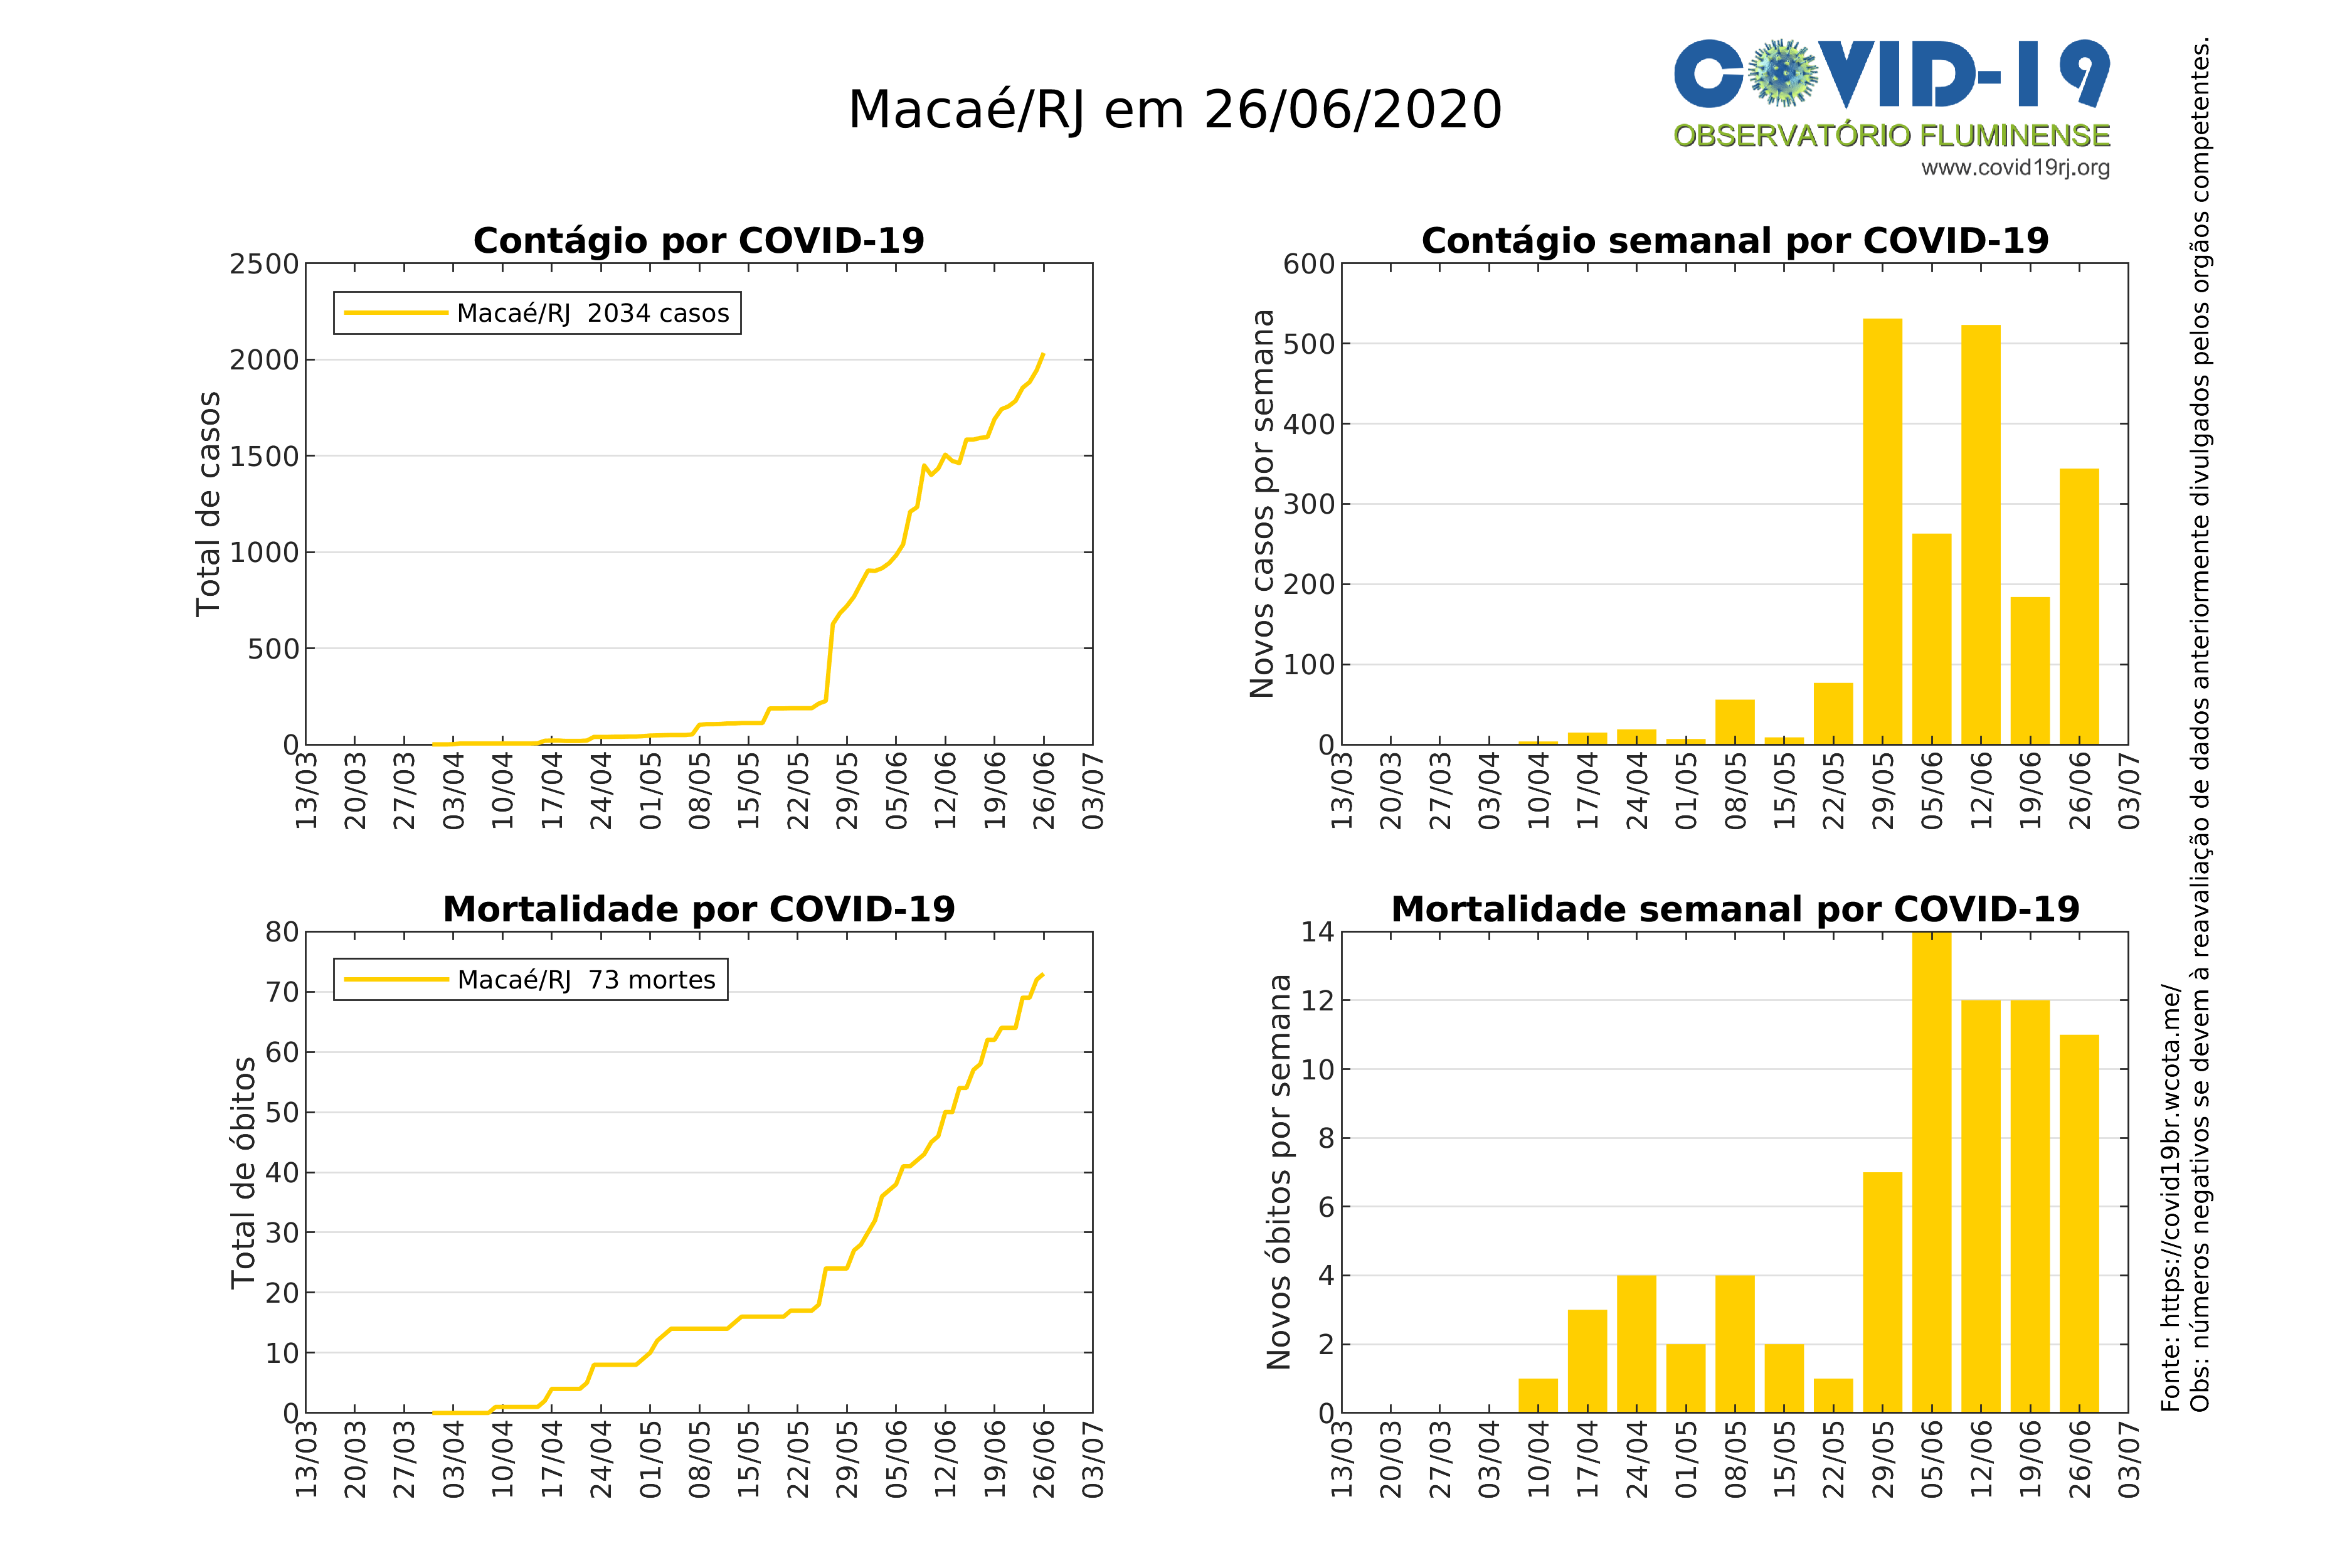 Macaé/RJ em 26/06/2020
COVID-19
OBSERVATÓRIO FLUMINENSE
www.covid19rj.org
Contágio por COVID-19
Total de casos
2500
2000
1500
1000
500
0
Macaé/RJ 2034 casos
13/03 20/03 27/03 03/04 10/04 17/04 24/04 01/05 08/05 15/05 22/05 29/05 05/06 12/06 19/06 26/06 03/07
Contágio semanal por COVID-19
Novos casos por semana
600
500
400
300
200
100
0
13/03 20/03 27/03 03/04 10/04 17/04 24/04 01/05 08/05 15/05 22/05 29/05 05/06 12/06 19/06 26/06 03/07
Mortalidade por COVID-19
Total de óbitos
80
70
60
50
40
30
20
10
0
Macaé/RJ 73 mortes
13/03 20/03 27/03 03/04 10/04 17/04 24/04 01/05 08/05 15/05 22/05 29/05 05/06 12/06 19/06 26/06 03/07
Mortalidade semanal por COVID-19
Novos óbitos por semana
14
12
10
8
6
4
2
0
13/03 20/03 27/03 03/04 10/04 17/04 24/04 01/05 08/05 15/05 22/05 29/05 05/06 12/06 19/06 26/06 03/07
Fonte: https://covid19br.wcota.me/
Obs: números negativos se devem à reavaliação de dados anteriormente divulgados pelos orgãos competentes.